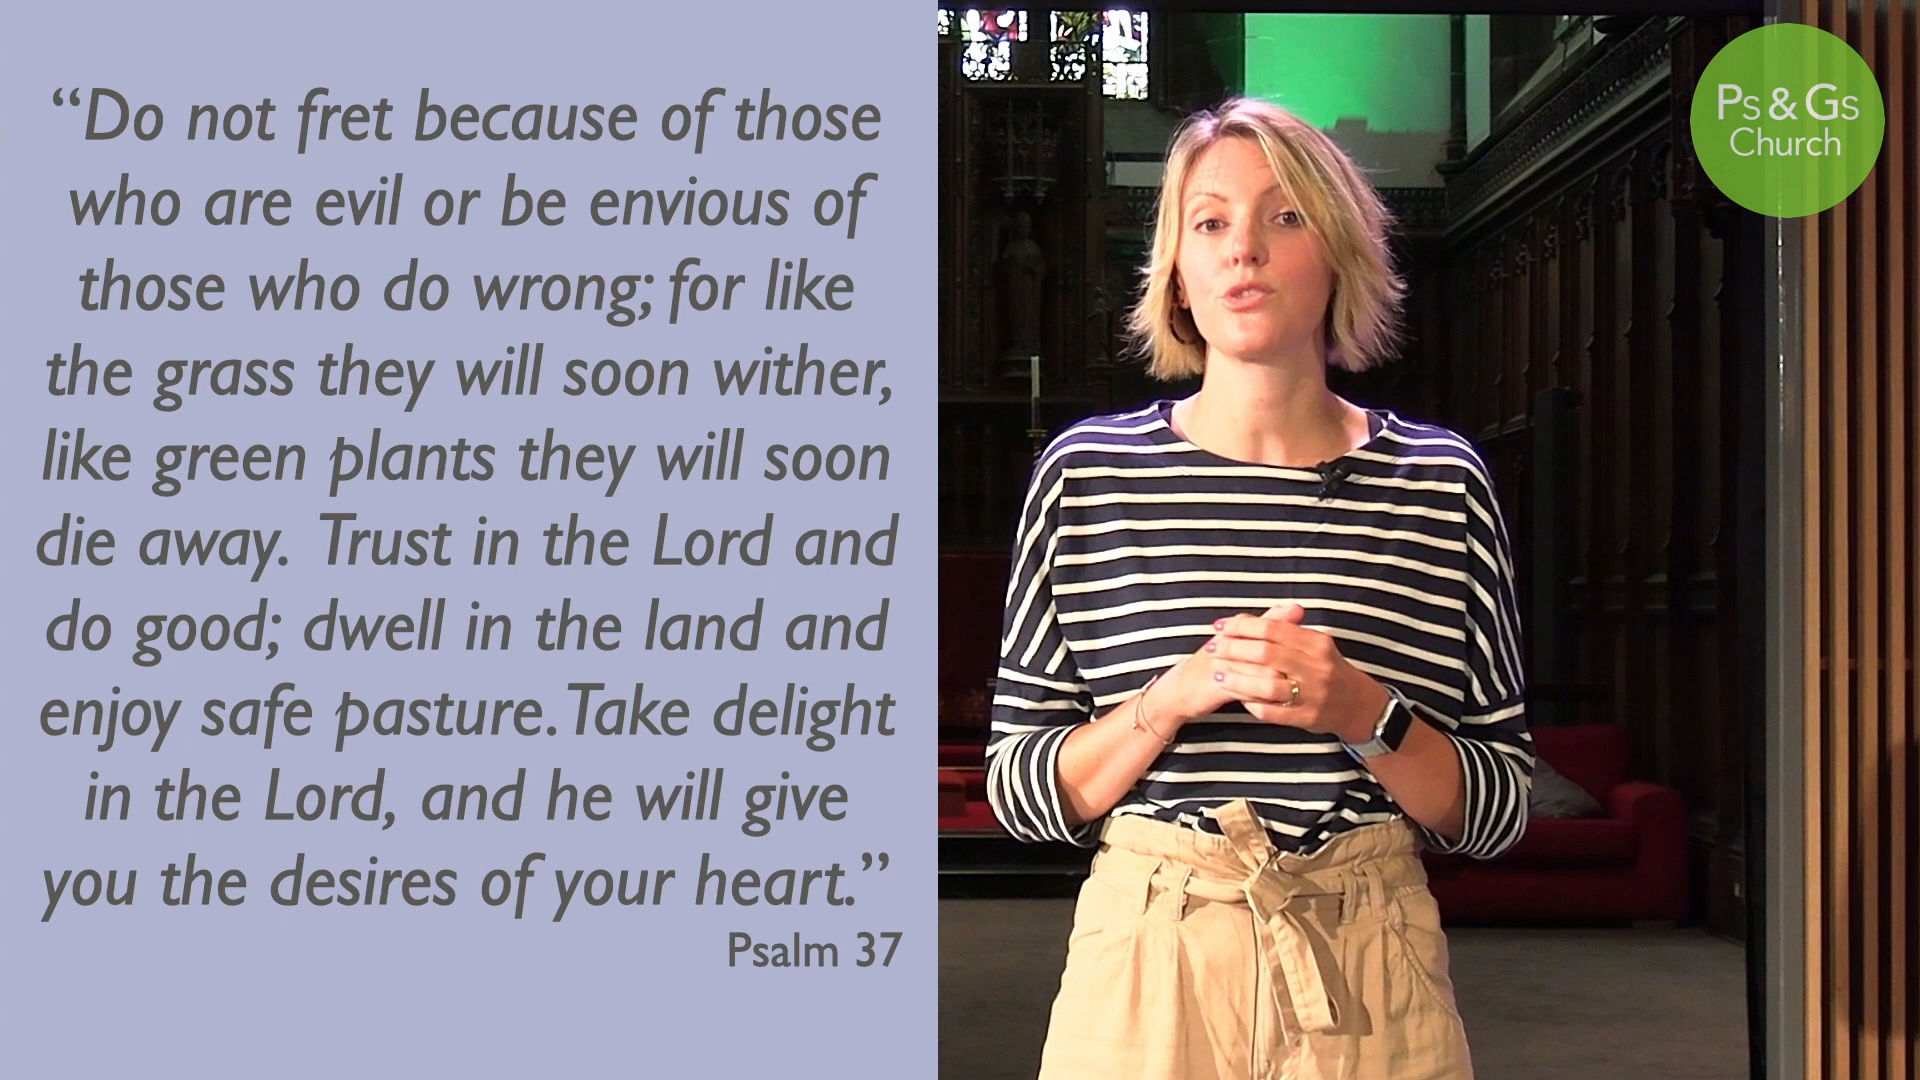 “Do not fret because of those
who are evil or be envious of
those who do wrong; for like
the grass they will soon wither,
like green plants they will soon
die away. Trust in the Lord and
do good; dwell in the land and
enjoy safe pasture. Take delight
in the Lord, and he will give
you the desires of your heart.”
Psalm 37
Ps & Gs
Church